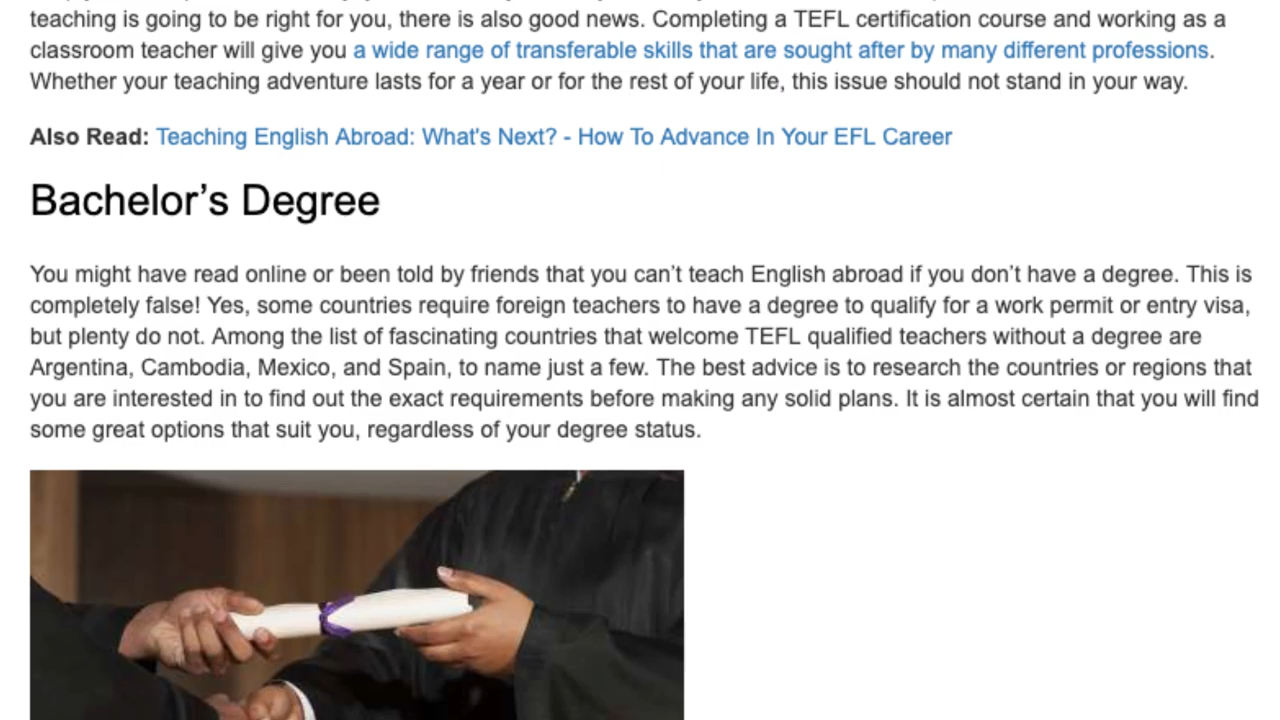 teaching is going to be right for you, there is also good news. Completing a TEFL certification course and working as a
classroom teacher will give you a wide range of transferable skills that are sought after by many different professions.
Whether your teaching adventure lasts for a year or for the rest of your life, this issue should not stand in your way.
Also Read: Teaching English Abroad: What's Next? - How To Advance In Your EFL Career
Bachelor’s Degree
You might have read online or been told by friends that you can’t teach English abroad if you don’t have a degree. This is
completely false! Yes, some countries require foreign teachers to have a degree to qualify for a work permit or entry visa,
but plenty do not. Among the list of fascinating countries that welcome TEFL qualified teachers without a degree are
Argentina, Cambodia, Mexico, and Spain, to name just a few. The best advice is to research the countries or regions that
you are interested in to find out the exact requirements before making any solid plans. It is almost certain that you will find
some great options that suit you, regardless of your degree status.